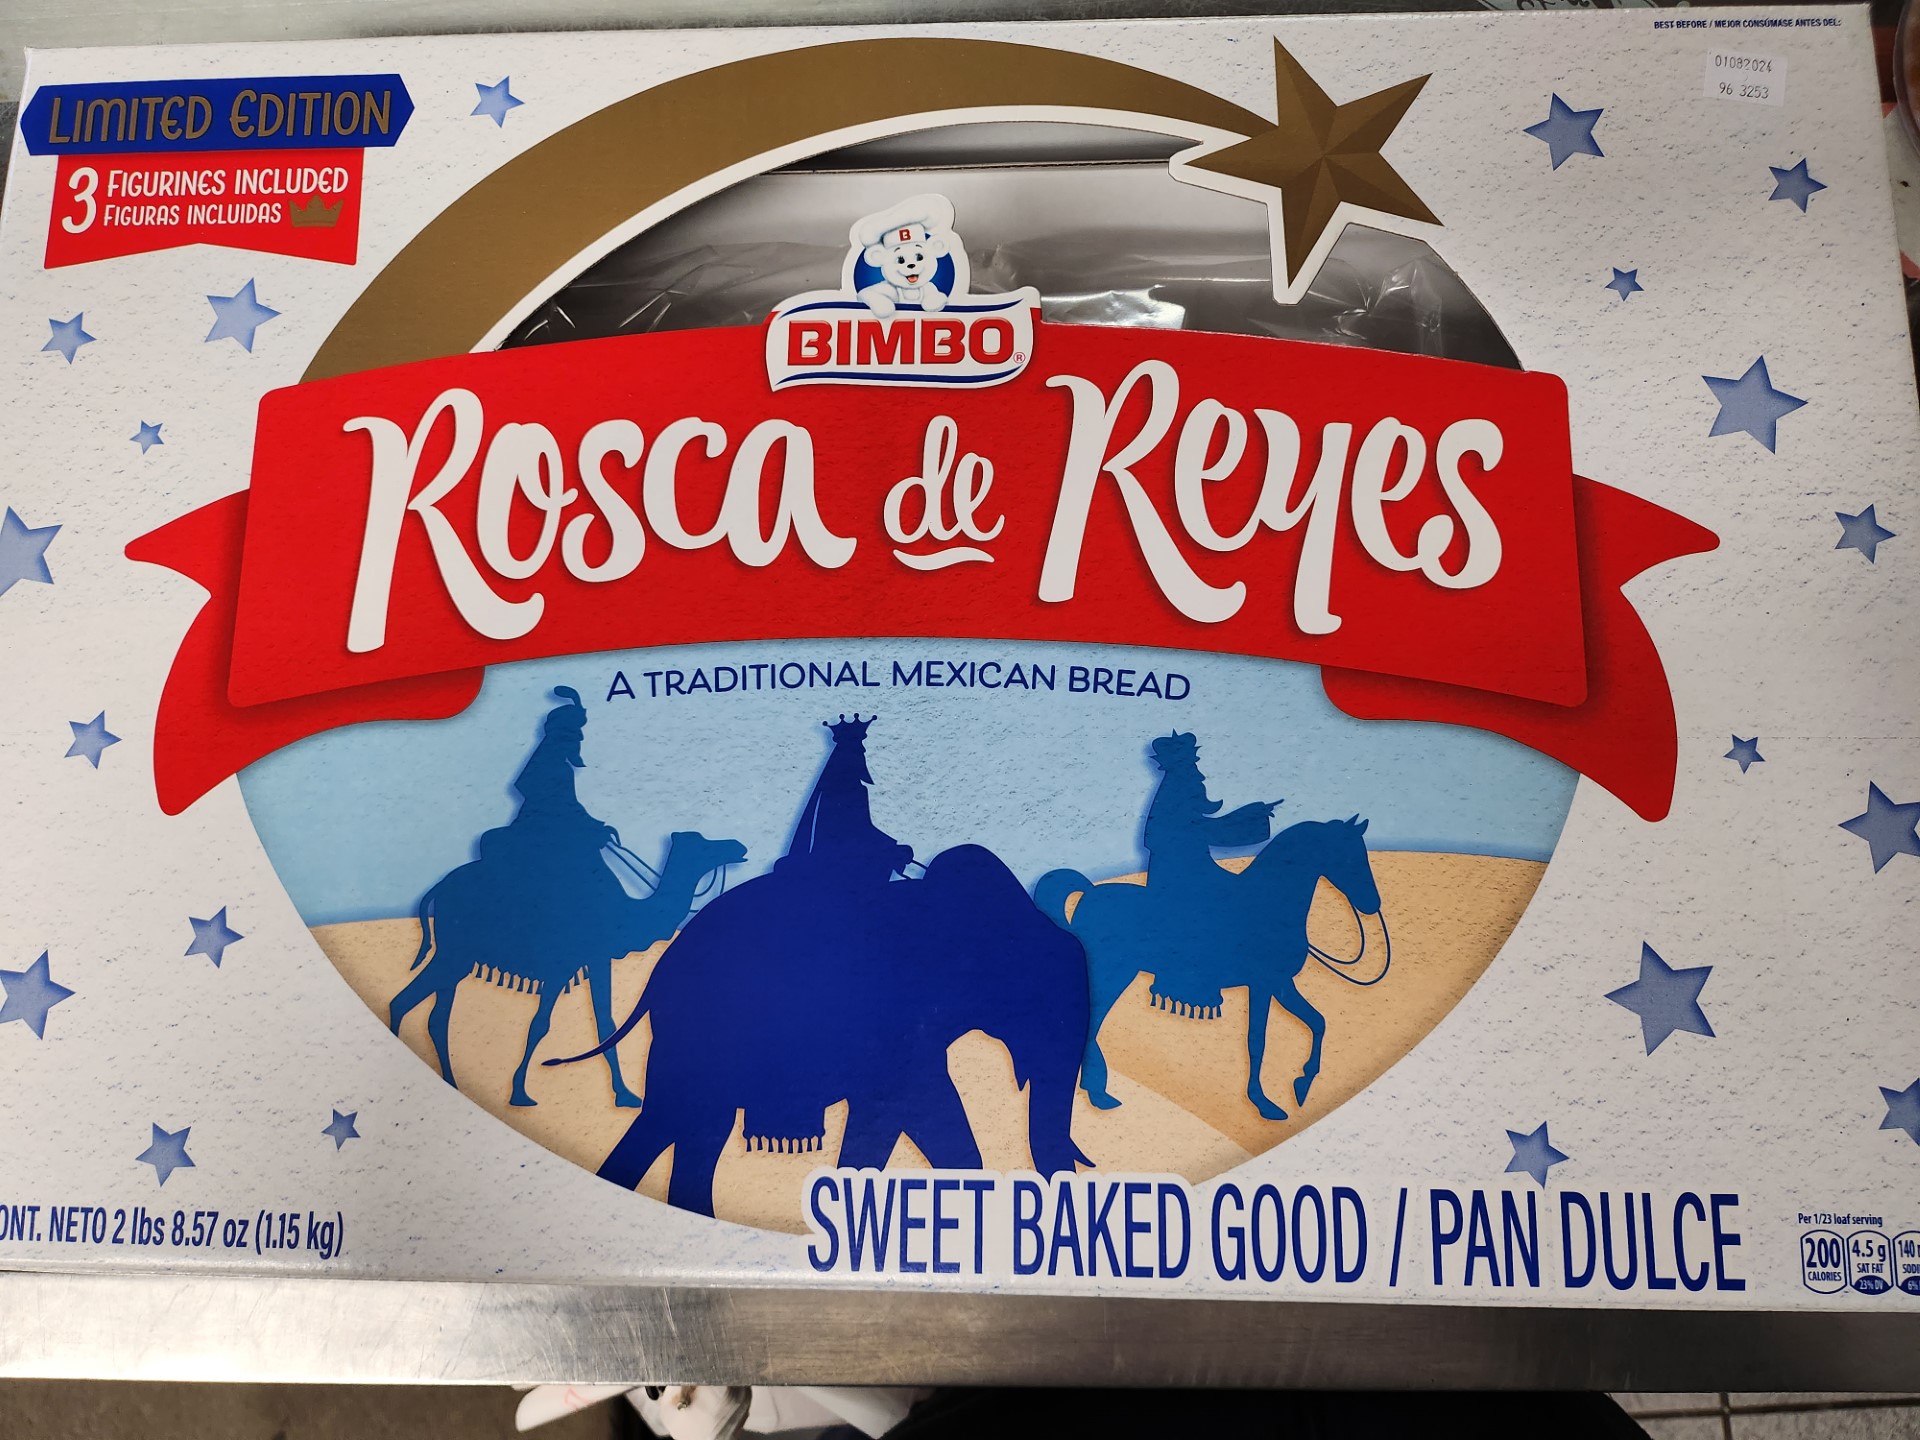 BEST BEFORE / MEJOR CONSÚMASE ANTES DEL:
01082024
96 3253
LIMITED EDITION
3 FIGURINES INCLUDED
FIGURAS INCLUIDAS
B
BIMBO®
Rosca de Reyes
A TRADITIONAL MEXICAN BREAD
SWEET BAKED GOOD / PAN DULCE
ONT. NETO 2 lbs 8.57 oz (1.15 kg)
Per 1/23 loaf serving
200 CALORIES
4.5 g SAT FAT 23% DV
140
6%